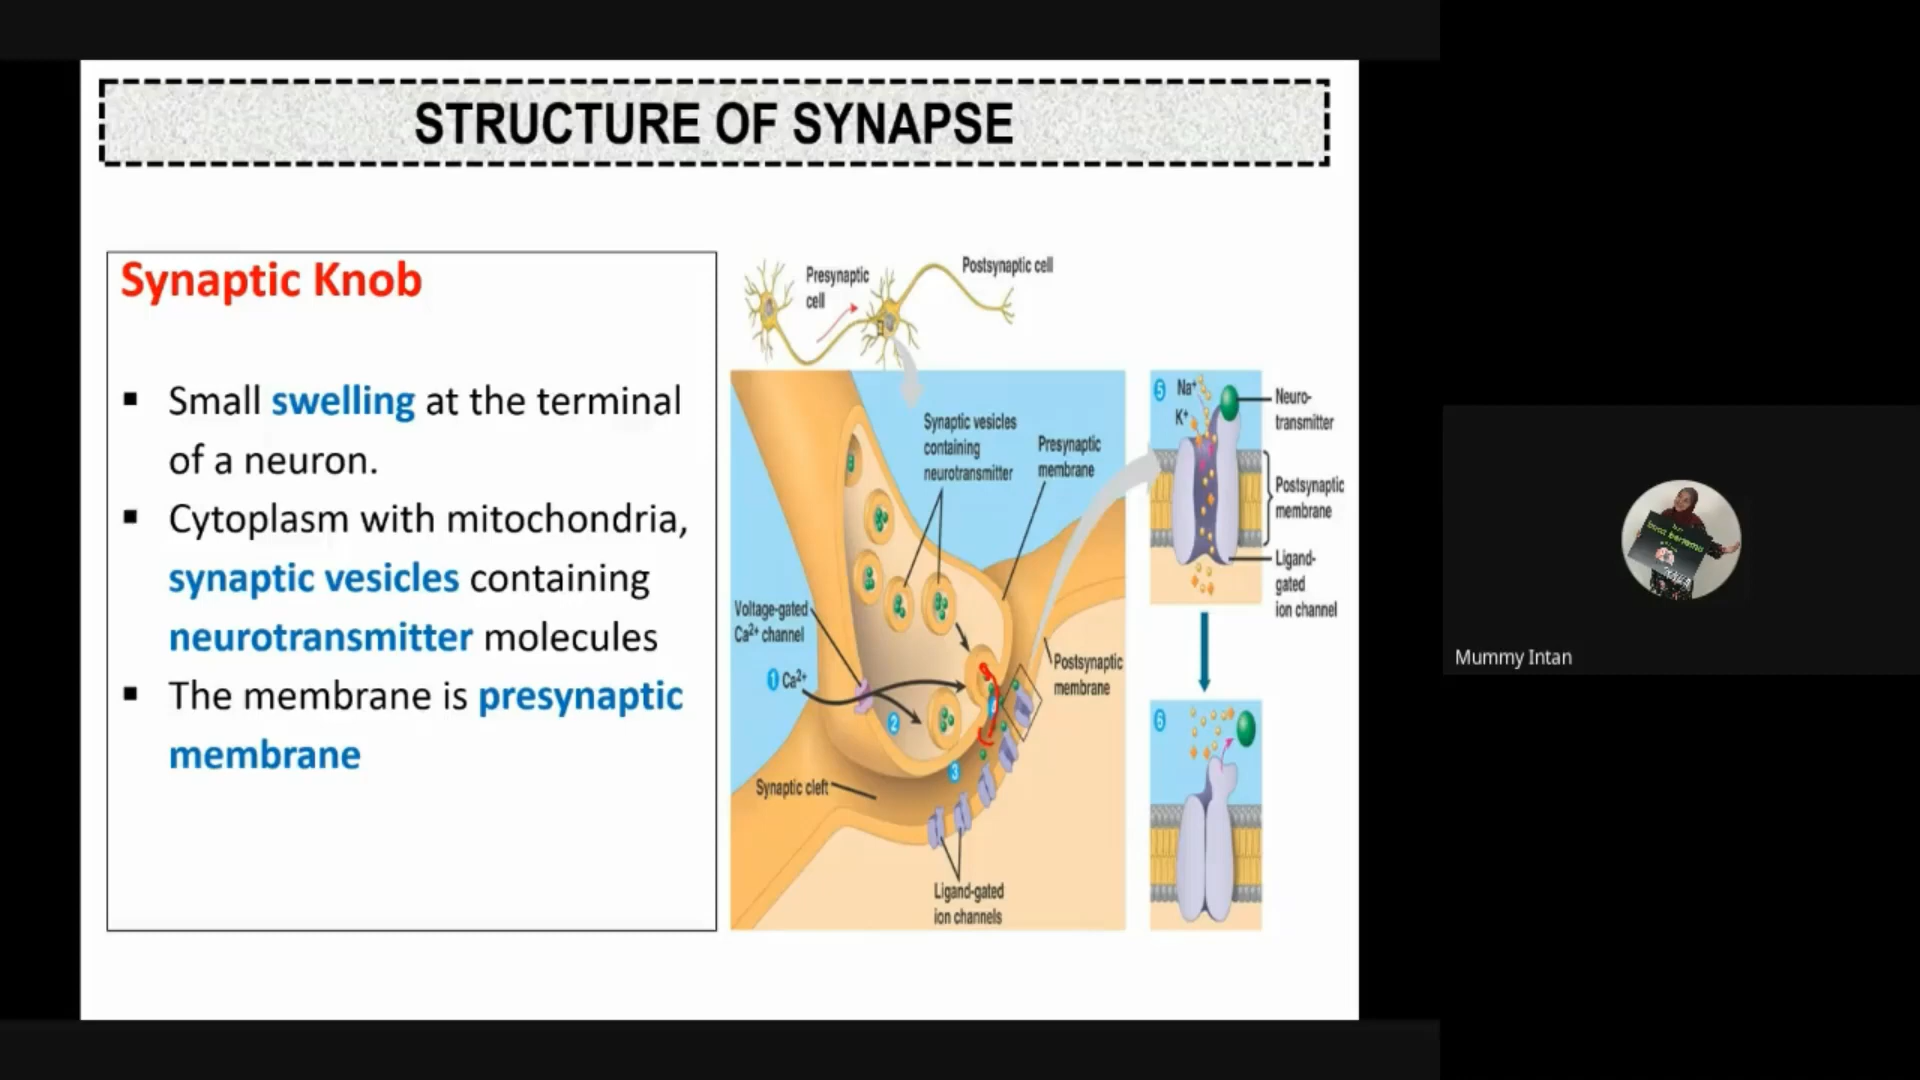 STRUCTURE OF SYNAPSE
Synaptic Knob
▪ Small swelling at the terminal
of a neuron.
▪ Cytoplasm with mitochondria,
synaptic vesicles containing
neurotransmitter molecules
▪ The membrane is presynaptic
membrane
Presynaptic
cell
Postsynaptic cell
Synaptic vesicles
containing
neurotransmitter
Presynaptic
membrane
Voltage-gated
Ca²⁺ channel
1 Ca²⁺
2
3
Synaptic cleft
Ligand-gated
ion channels
Postsynaptic
membrane
5 Na⁺
K⁺
Neuro-
transmitter
Postsynaptic
membrane
Ligand-
gated
ion channel
6
Mummy Intan